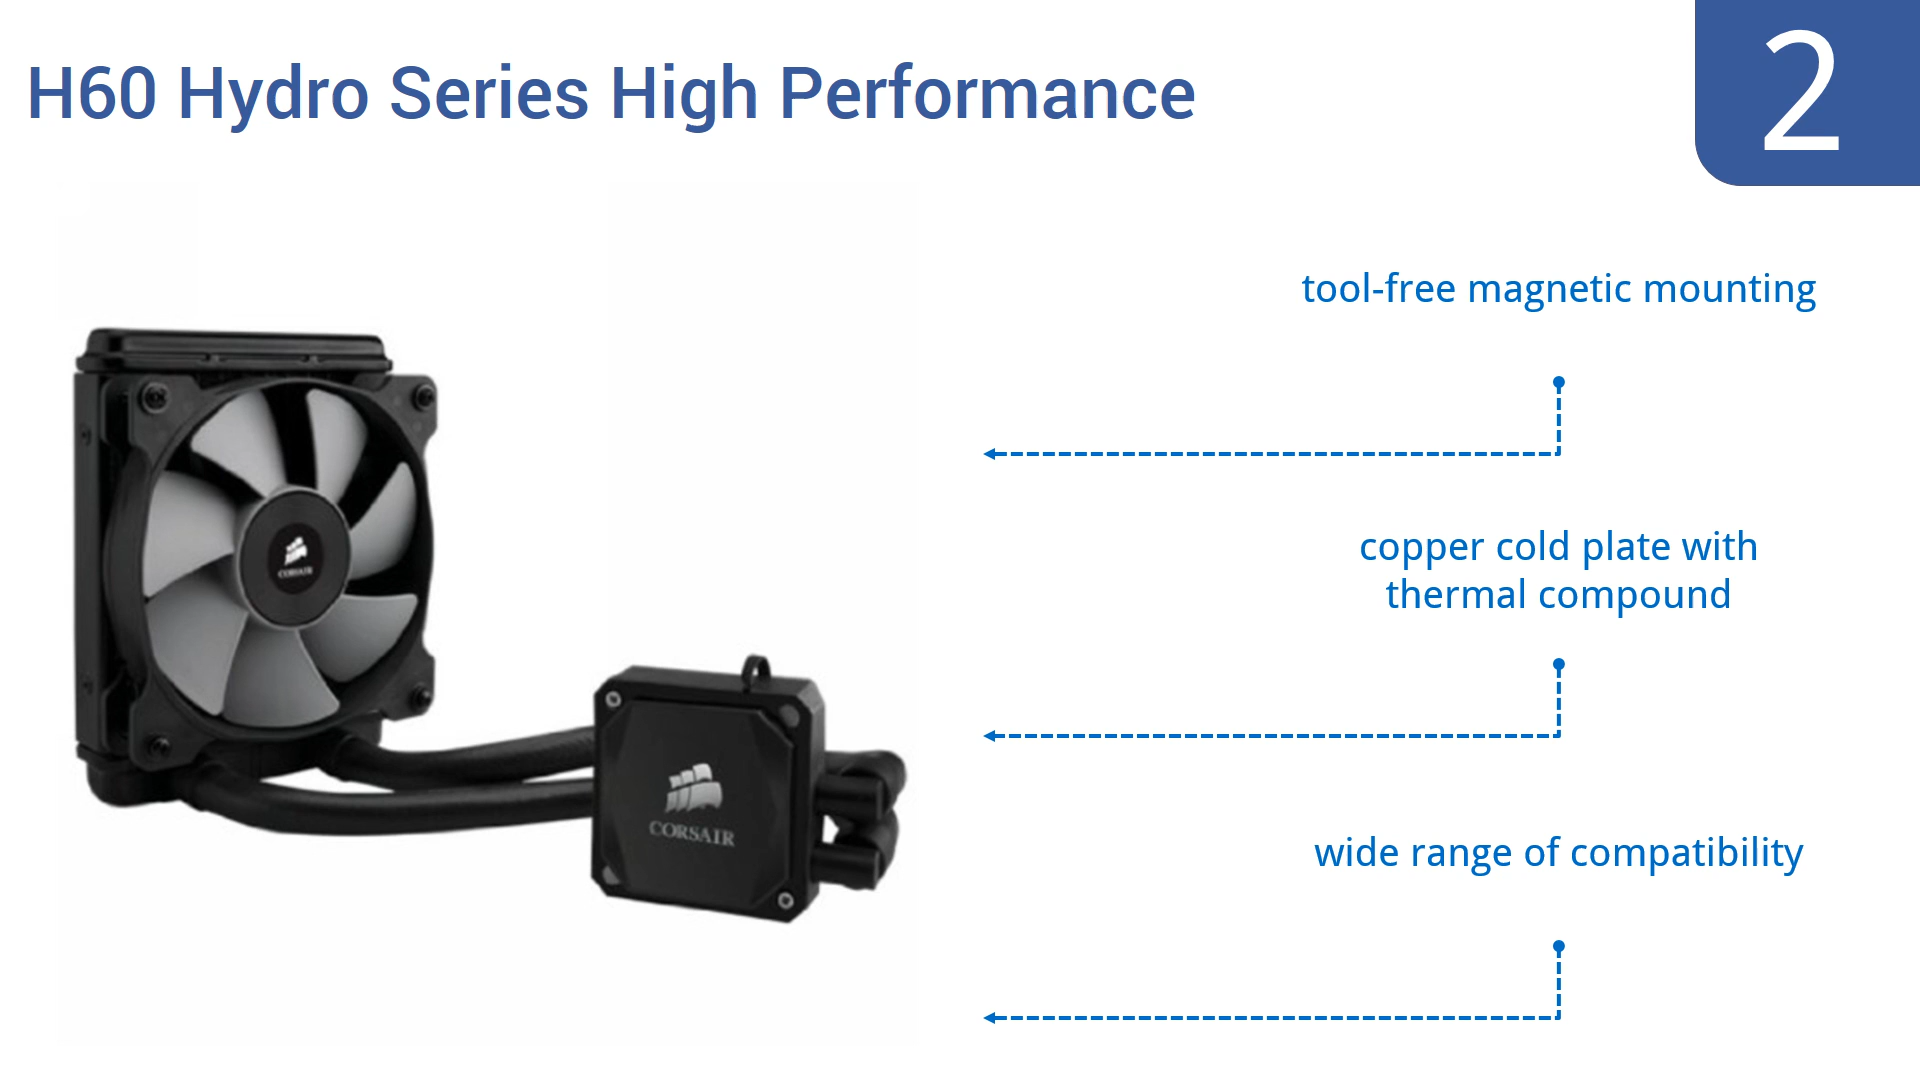 H60 Hydro Series High Performance
2
tool-free magnetic mounting
copper cold plate with
thermal compound
wide range of compatibility
CORSAIR
CORSAIR